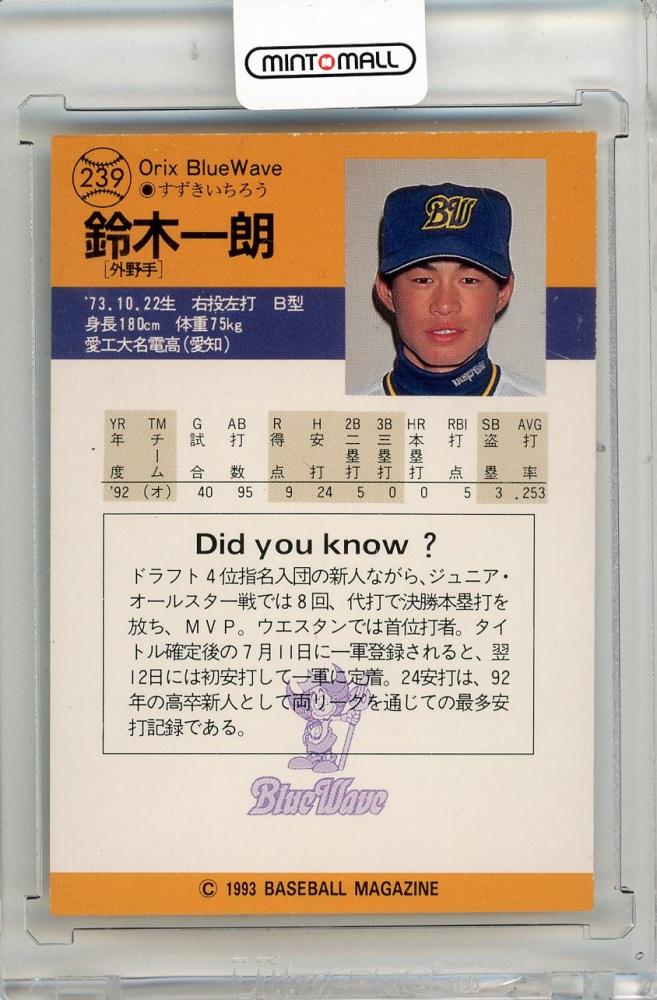 MINT MALL
239
Orix BlueWave
●すずきいちろう
鈴木一朗
[外野手]
BW
'73.10.22生 右投左打 B型
身長180cm 体重75kg
愛工大名電高(愛知)
YR TM G AB R H 2B 3B HR RBI SB AVG
年度 チーム 試合 打数 得点 安打 二塁打 三塁打 本塁打 打点 盗塁 打率
'92 (オ) 40 95 9 24 5 0 0 5 3 .253
Did you know ?
ドラフト4位指名入団の新人ながら、ジュニア・
オールスター戦では8回、代打で決勝本塁打を
放ち、MVP。ウエスタンでは首位打者。タイ
トル確定後の7月11日に一軍登録されると、翌
12日には初安打して一軍に定着。24安打は、92
年の高卒新人として両リーグを通じての最多安
打記録である。
BlueWave
© 1993 BASEBALL MAGAZINE